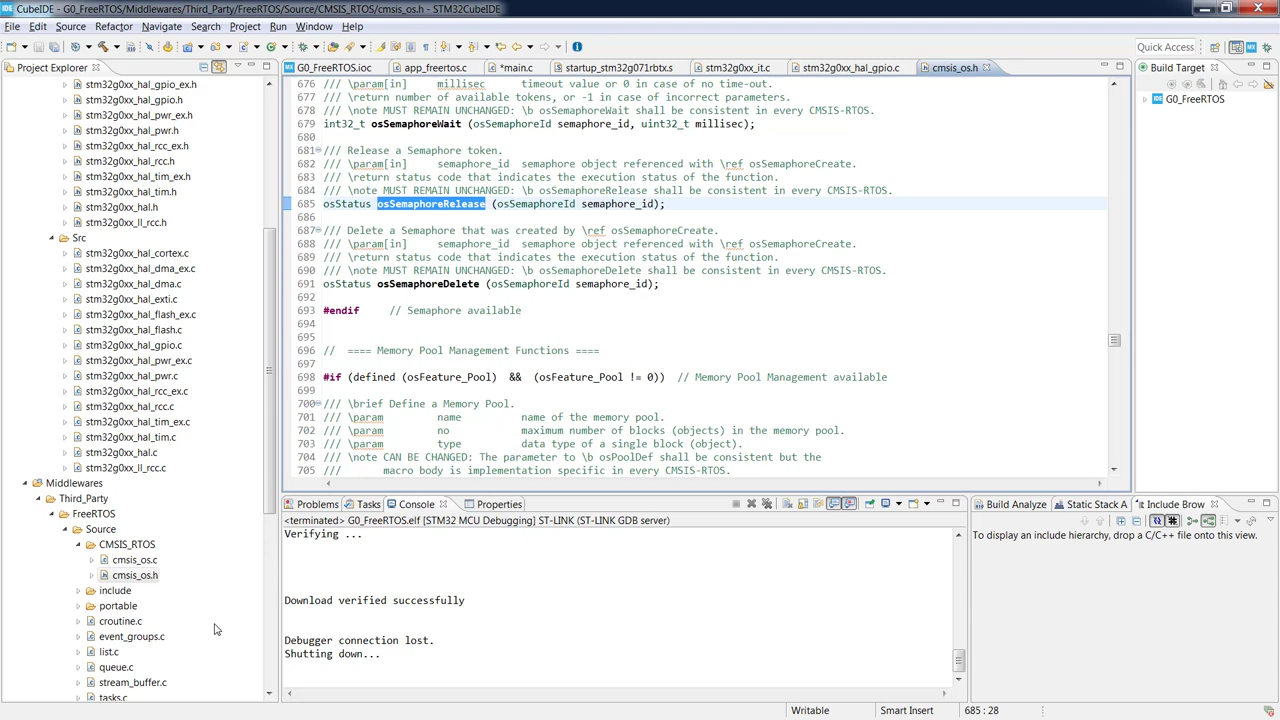 CubeIDE - G0_FreeRTOS/Middlewares/Third_Party/FreeRTOS/Source/CMSIS_RTOS/cmsis_os.h - STM32CubeIDE
File Edit Source Refactor Navigate Search Project Run Window Help
Quick Access
Project Explorer
stm32g0xx_hal_gpio_ex.h
stm32g0xx_hal_gpio.h
stm32g0xx_hal_pwr_ex.h
stm32g0xx_hal_pwr.h
stm32g0xx_hal_rcc_ex.h
stm32g0xx_hal_rcc.h
stm32g0xx_hal_tim_ex.h
stm32g0xx_hal_tim.h
stm32g0xx_hal.h
stm32g0xx_ll_rcc.h
Src
stm32g0xx_hal_cortex.c
stm32g0xx_hal_dma_ex.c
stm32g0xx_hal_dma.c
stm32g0xx_hal_exti.c
stm32g0xx_hal_flash_ex.c
stm32g0xx_hal_flash.c
stm32g0xx_hal_gpio.c
stm32g0xx_hal_pwr_ex.c
stm32g0xx_hal_pwr.c
stm32g0xx_hal_rcc_ex.c
stm32g0xx_hal_rcc.c
stm32g0xx_hal_tim_ex.c
stm32g0xx_hal_tim.c
stm32g0xx_hal.c
stm32g0xx_ll_rcc.c
Middlewares
Third_Party
FreeRTOS
Source
CMSIS_RTOS
cmsis_os.c
cmsis_os.h
include
portable
croutine.c
event_groups.c
list.c
queue.c
stream_buffer.c
tasks.c
G0_FreeRTOS.ioc app_freertos.c *main.c startup_stm32g071rbtx.s stm32g0xx_it.c stm32g0xx_hal_gpio.c cmsis_os.h
676 /// \param[in] millisec timeout value or 0 in case of no time-out.
677 /// \return number of available tokens, or -1 in case of incorrect parameters.
678 /// \note MUST REMAIN UNCHANGED: \b osSemaphoreWait shall be consistent in every CMSIS-RTOS.
679 int32_t osSemaphoreWait (osSemaphoreId semaphore_id, uint32_t millisec);
680
681 /// Release a Semaphore token.
682 /// \param[in] semaphore_id semaphore object referenced with \ref osSemaphoreCreate.
683 /// \return status code that indicates the execution status of the function.
684 /// \note MUST REMAIN UNCHANGED: \b osSemaphoreRelease shall be consistent in every CMSIS-RTOS.
685 osStatus osSemaphoreRelease (osSemaphoreId semaphore_id);
686
687 /// Delete a Semaphore that was created by \ref osSemaphoreCreate.
688 /// \param[in] semaphore_id semaphore object referenced with \ref osSemaphoreCreate.
689 /// \return status code that indicates the execution status of the function.
690 /// \note MUST REMAIN UNCHANGED: \b osSemaphoreDelete shall be consistent in every CMSIS-RTOS.
691 osStatus osSemaphoreDelete (osSemaphoreId semaphore_id);
692
693 #endif // Semaphore available
694
695
696 // ==== Memory Pool Management Functions ====
697
698 #if (defined (osFeature_Pool) && (osFeature_Pool != 0)) // Memory Pool Management available
699
700 /// \brief Define a Memory Pool.
701 /// \param name name of the memory pool.
702 /// \param no maximum number of blocks (objects) in the memory pool.
703 /// \param type data type of a single block (object).
704 /// \note CAN BE CHANGED: The parameter to \b osPoolDef shall be consistent but the
705 /// macro body is implementation specific in every CMSIS-RTOS.
Build Target
G0_FreeRTOS
Problems Tasks Console Properties
<terminated> G0_FreeRTOS.elf [STM32 MCU Debugging] ST-LINK (ST-LINK GDB server)
Verifying ...
Download verified successfully
Debugger connection lost.
Shutting down...
Build Analyze Static Stack A Include Brow
To display an include hierarchy, drop a C/C++ file onto this view.
Writable Smart Insert 685 : 28